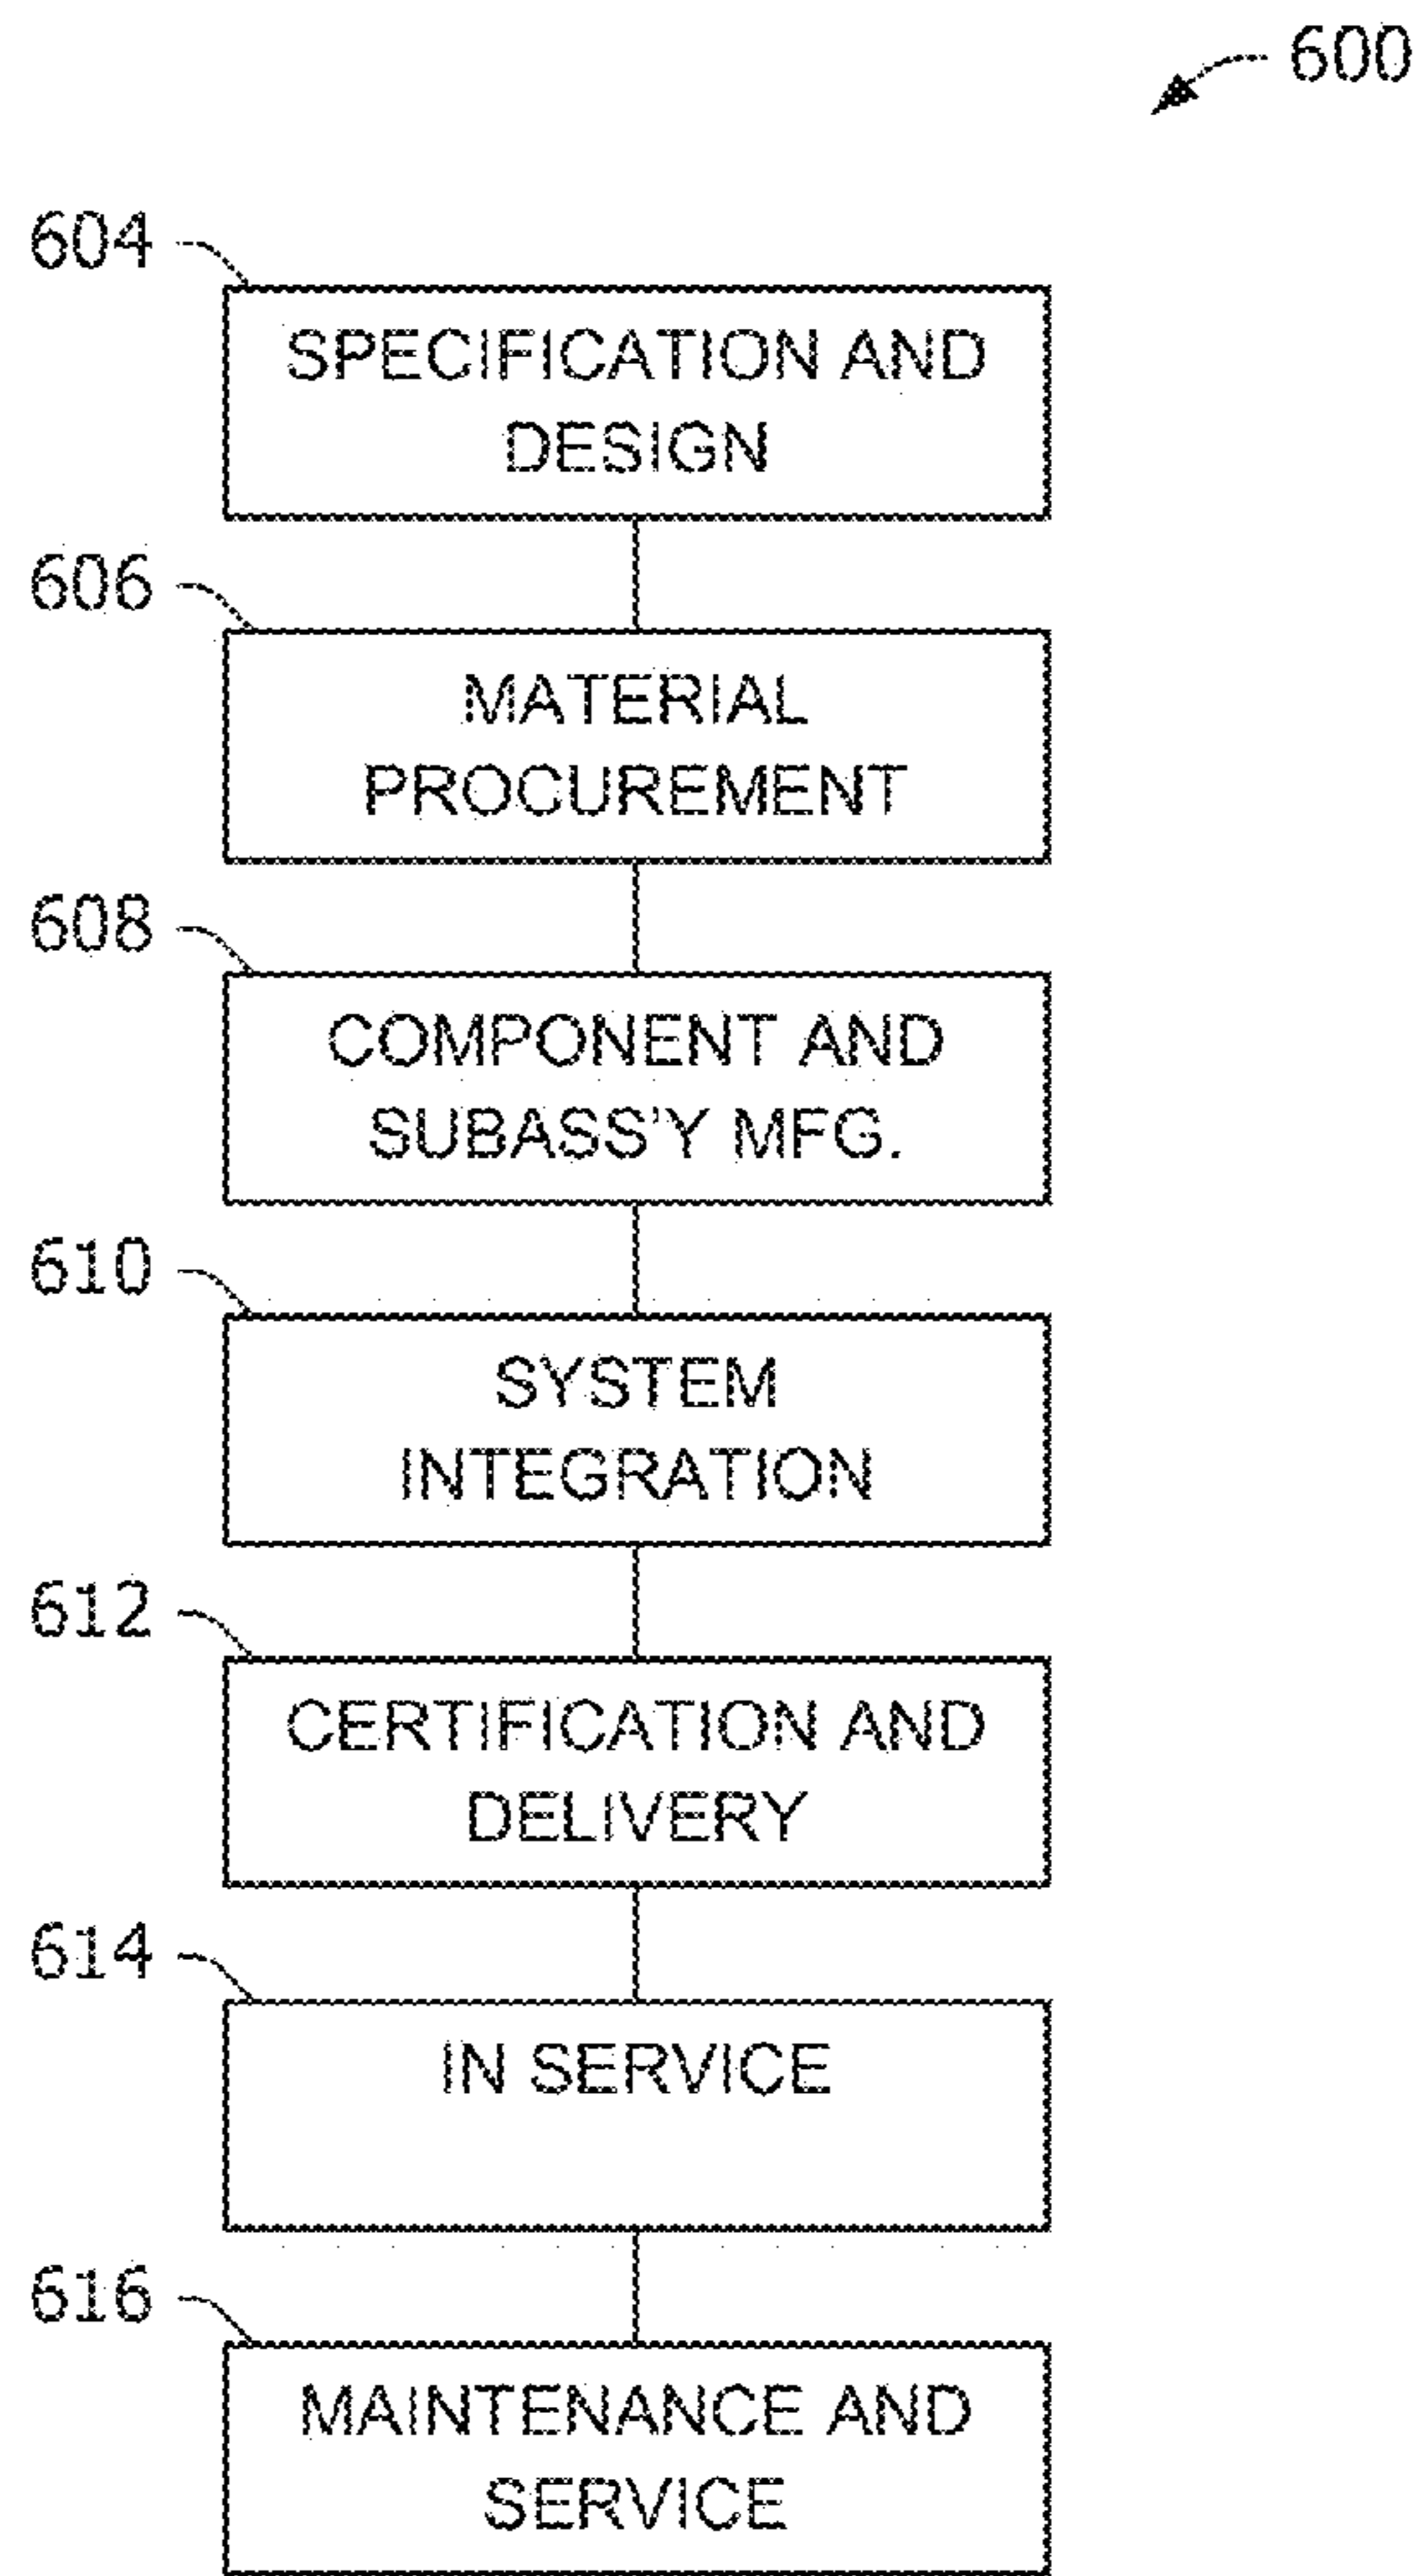 600
604
SPECIFICATION AND
DESIGN
606
MATERIAL
PROCUREMENT
608
COMPONENT AND
SUBASS'Y MFG.
610
SYSTEM
INTEGRATION
612
CERTIFICATION AND
DELIVERY
614
IN SERVICE
616
MAINTENANCE AND
SERVICE